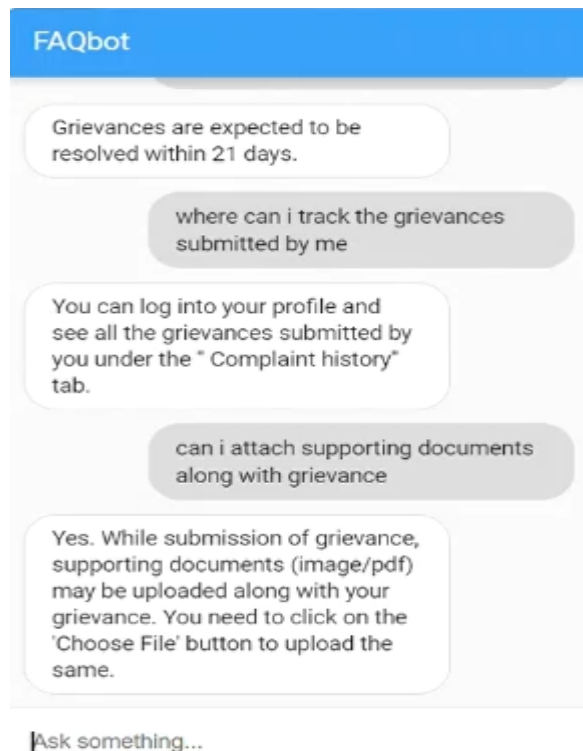 FAQbot
Grievances are expected to be
resolved within 21 days.
where can i track the grievances
submitted by me
You can log into your profile and
see all the grievances submitted by
you under the " Complaint history"
tab.
can i attach supporting documents
along with grievance
Yes. While submission of grievance,
supporting documents (image/pdf)
may be uploaded along with your
grievance. You need to click on the
'Choose File' button to upload the
same.
Ask something...